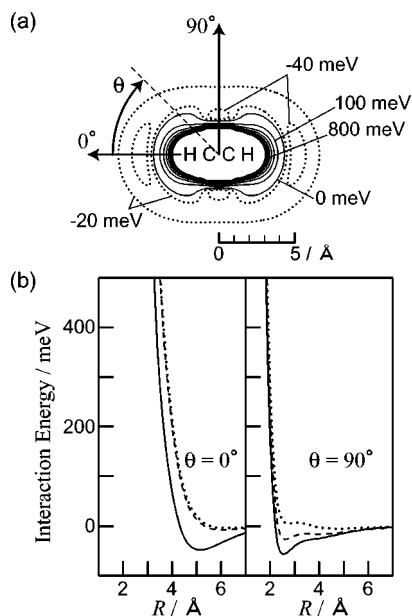 (a)
90°
θ
-40 meV
100 meV
800 meV
0°
H C C H
0 meV
-20 meV
0 5 / Å
(b)
Interaction Energy / meV
400
200
0
θ = 0°
θ = 90°
2 4 6 2 4 6
R / Å R / Å